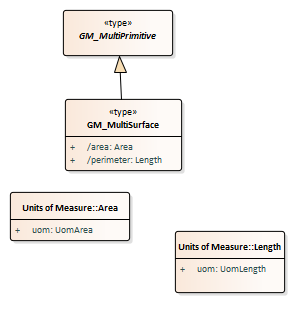 «type»
GM_MultiPrimitive
«type»
GM_MultiSurface
+ /area: Area
+ /perimeter: Length
Units of Measure::Area
+ uom: UomArea
Units of Measure::Length
+ uom: UomLength